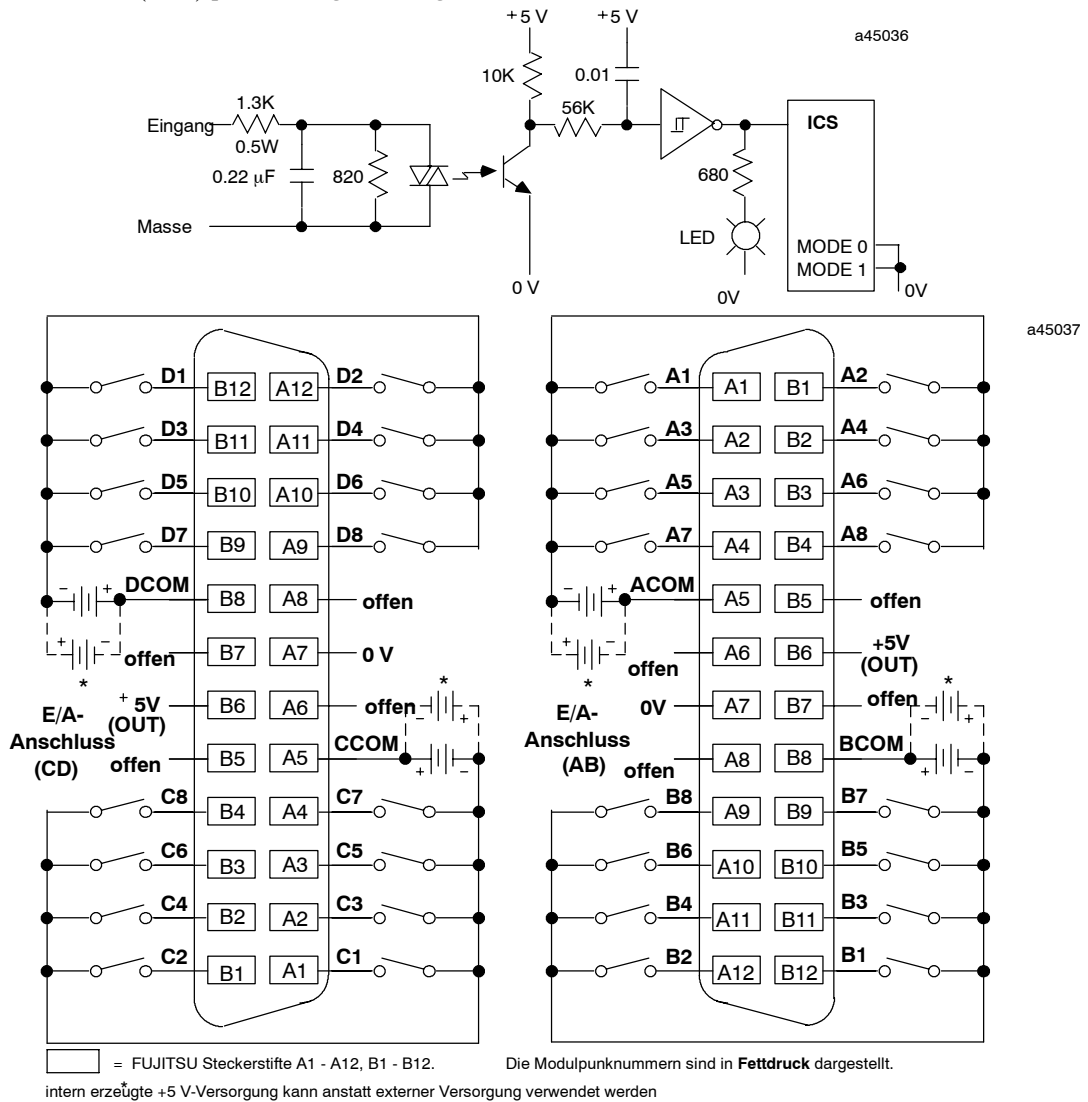 +5 V +5 V
a45036
10K 0.01
1.3K 56K
Eingang ICS
0.5W
0.22 µF 820 680
Masse LED
MODE 0
MODE 1
0 V 0V 0V
a45037
D1 B12 A12 D2 A1 A1 B1 A2
D3 B11 A11 D4 A3 A2 B2 A4
D5 B10 A10 D6 A5 A3 B3 A6
D7 B9 A9 D8 A7 A4 B4 A8
- + DCOM B8 A8 offen - + ACOM A5 B5 offen
+ - offen B7 A7 0 V + - offen A6 B6 +5V (OUT)
* *
+ 5V (OUT) B6 A6 offen * - + 0V A7 B7 offen * - +
E/A-Anschluss (CD) offen B5 A5 CCOM + - E/A-Anschluss (AB) offen A8 B8 BCOM + -
C8 B4 A4 C7 B8 A9 B9 B7
C6 B3 A3 C5 B6 A10 B10 B5
C4 B2 A2 C3 B4 A11 B11 B3
C2 B1 A1 C1 B2 A12 B12 B1
= FUJITSU Steckerstifte A1 - A12, B1 - B12. Die Modulpunknummern sind in Fettdruck dargestellt.
* intern erzeugte +5 V-Versorgung kann anstatt externer Versorgung verwendet werden